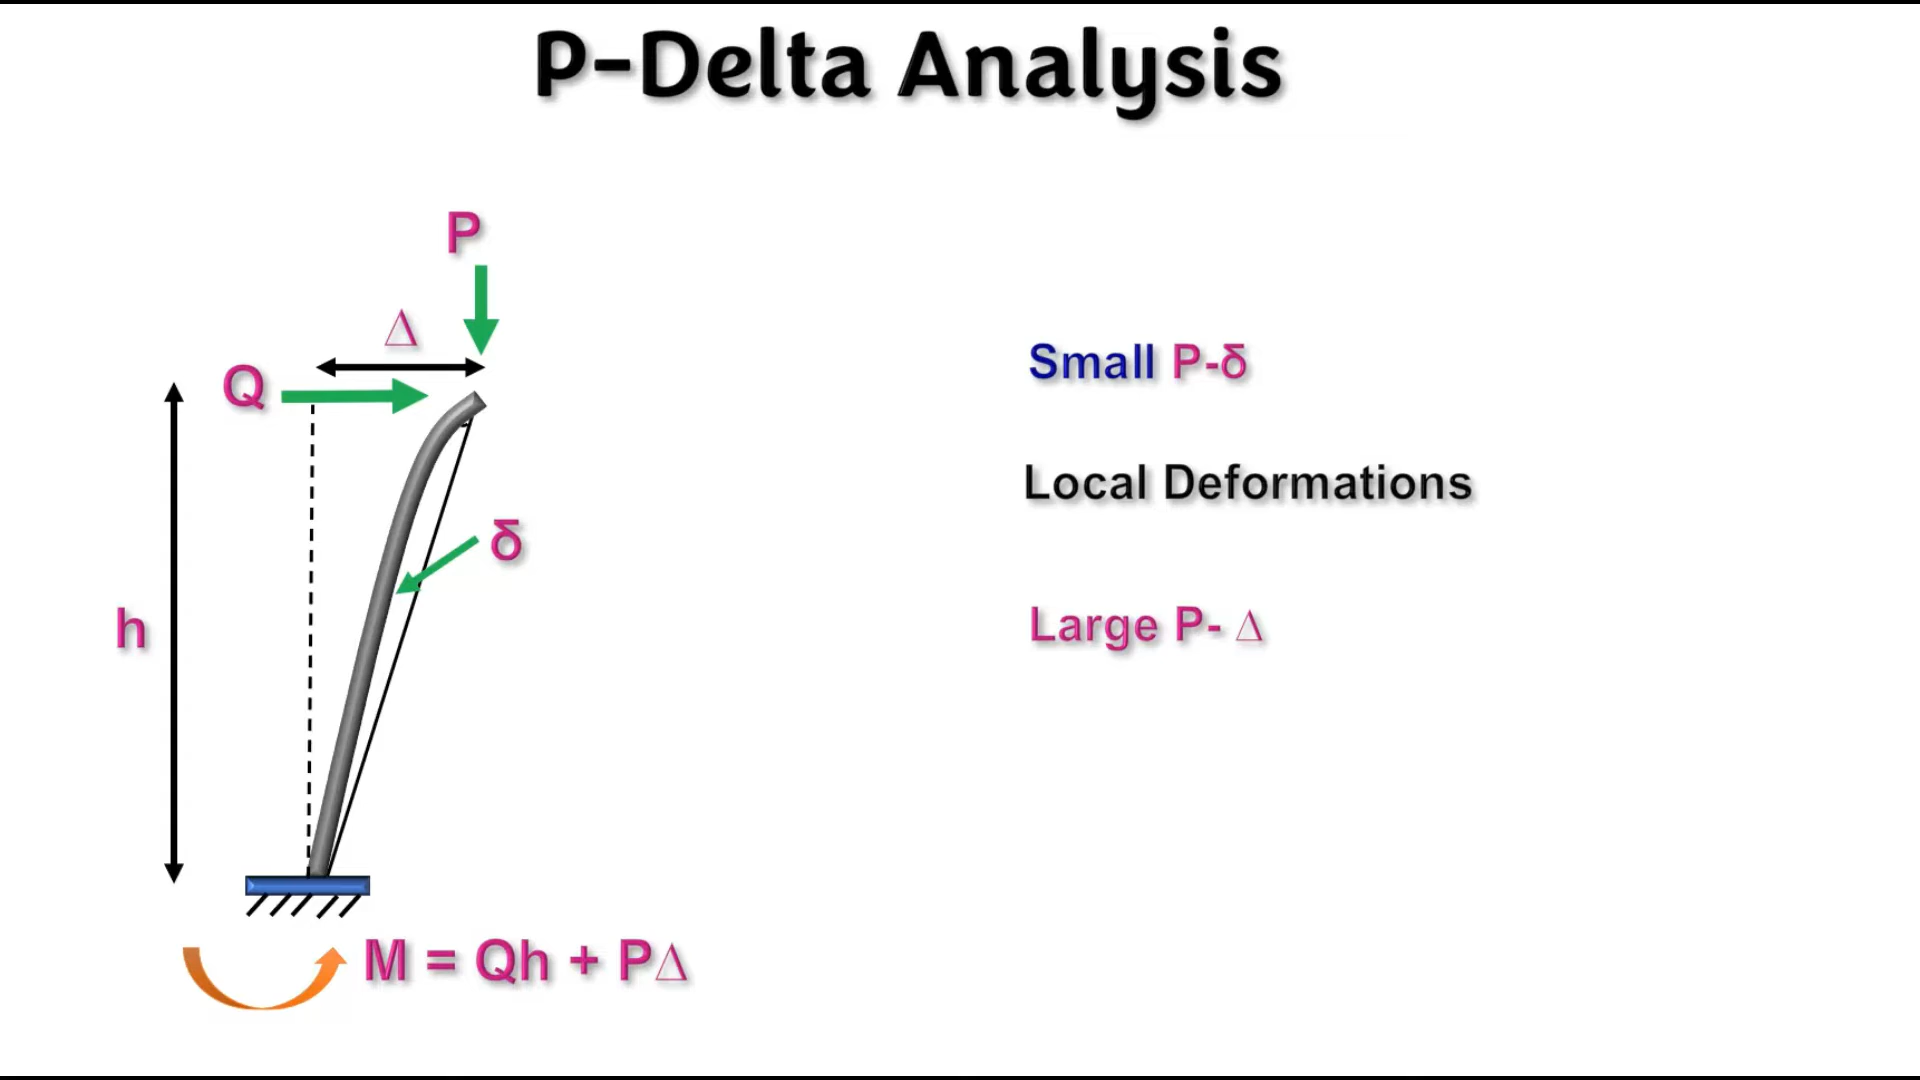 P-Delta Analysis
P
Δ
Q
δ
h
M = Qh + PΔ
Small P-δ
Local Deformations
Large P- Δ